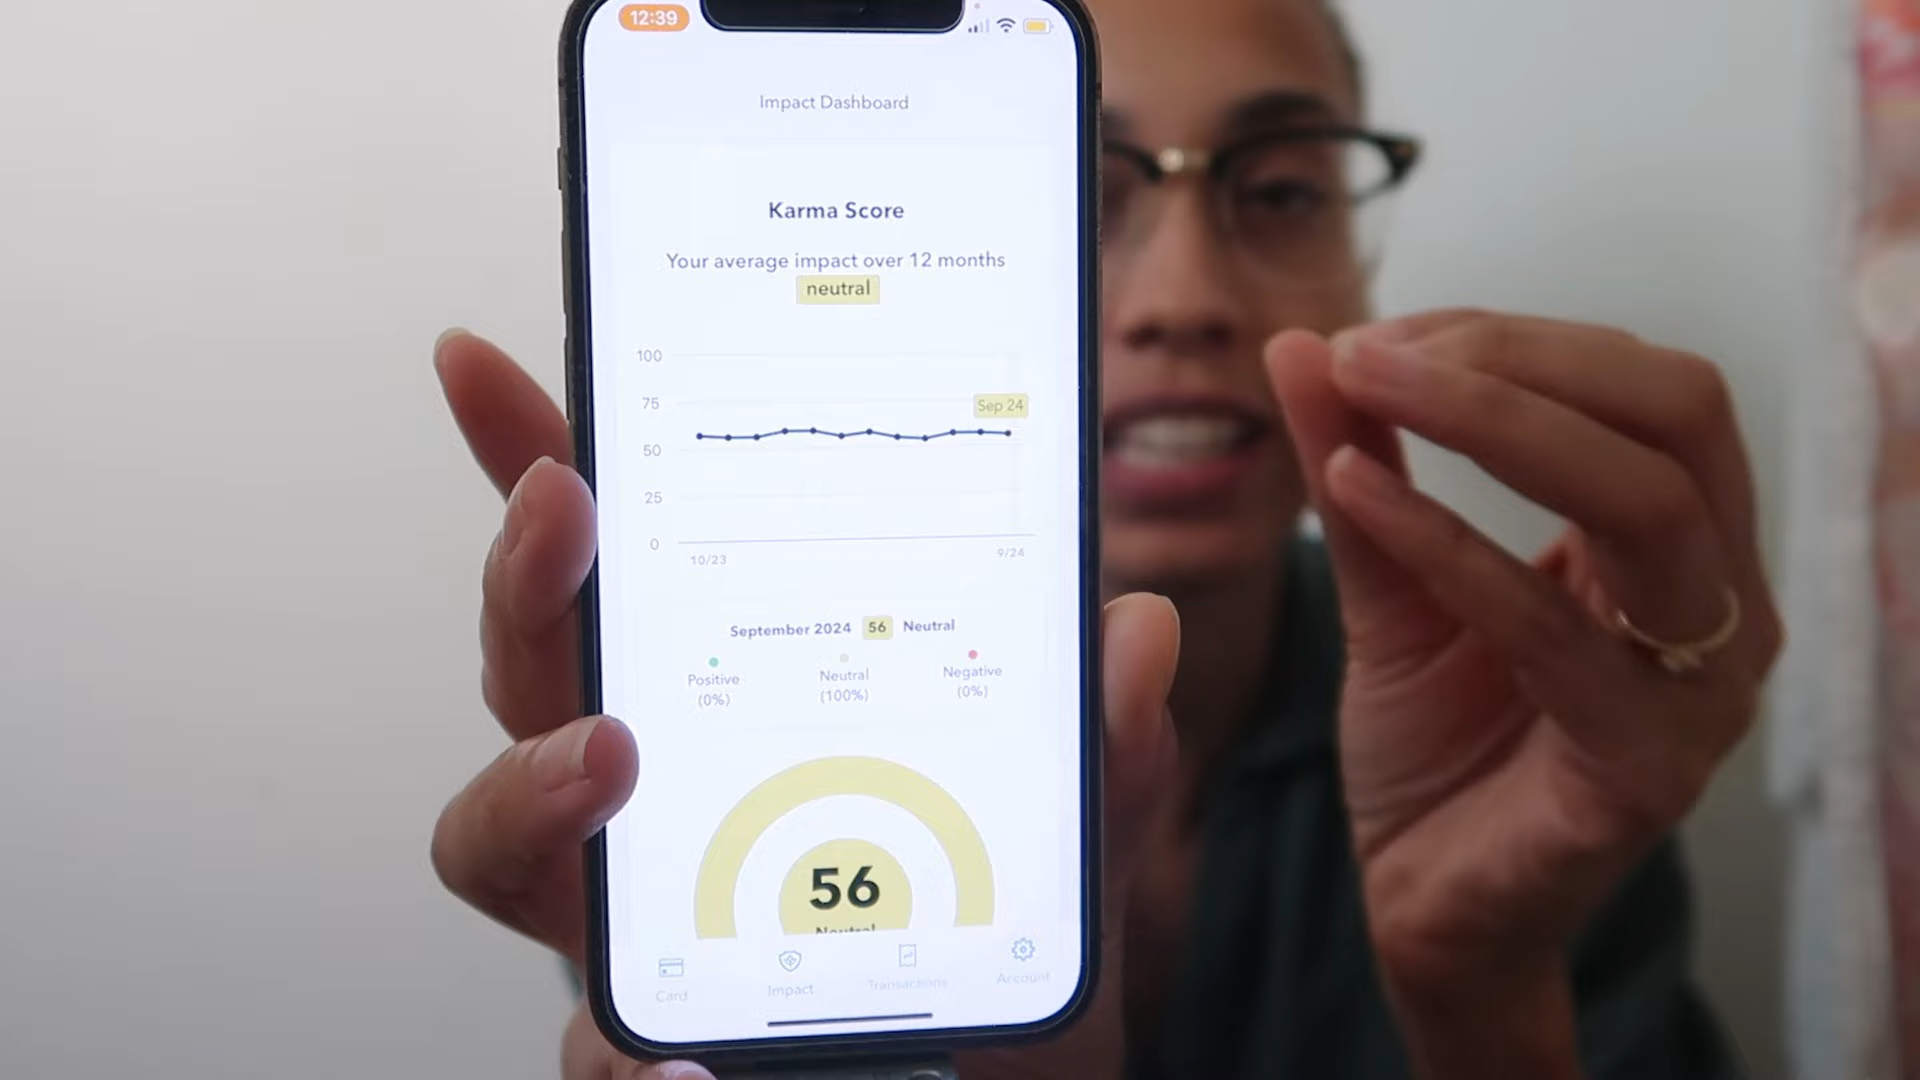 12:39
Impact Dashboard
Karma Score
Your average impact over 12 months
neutral
100
75
Sep 24
50
25
0
10/23
9/24
September 2024 56 Neutral
Positive Neutral Negative
(0%) (100%) (0%)
56
Neutral
Card Impact Transactions Account